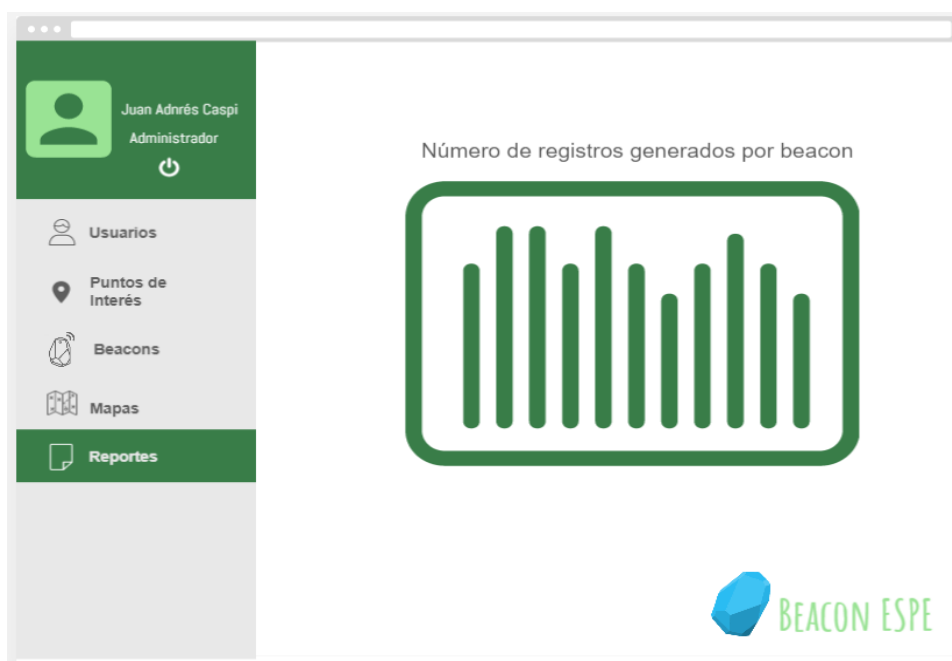 Juan Adnrés Caspi
Administrador
Usuarios
Puntos de
Interés
Beacons
Mapas
Reportes
Número de registros generados por beacon
BEACON ESPE